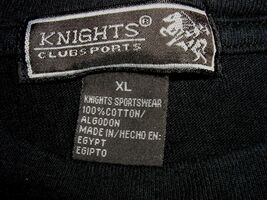 KNIGHTS®
CLUBSPORTS
XL
KNIGHTS SPORTSWEAR
100% COTTON/
ALGODON
MADE IN/HECHO EN:
EGYPT
EGIPTO